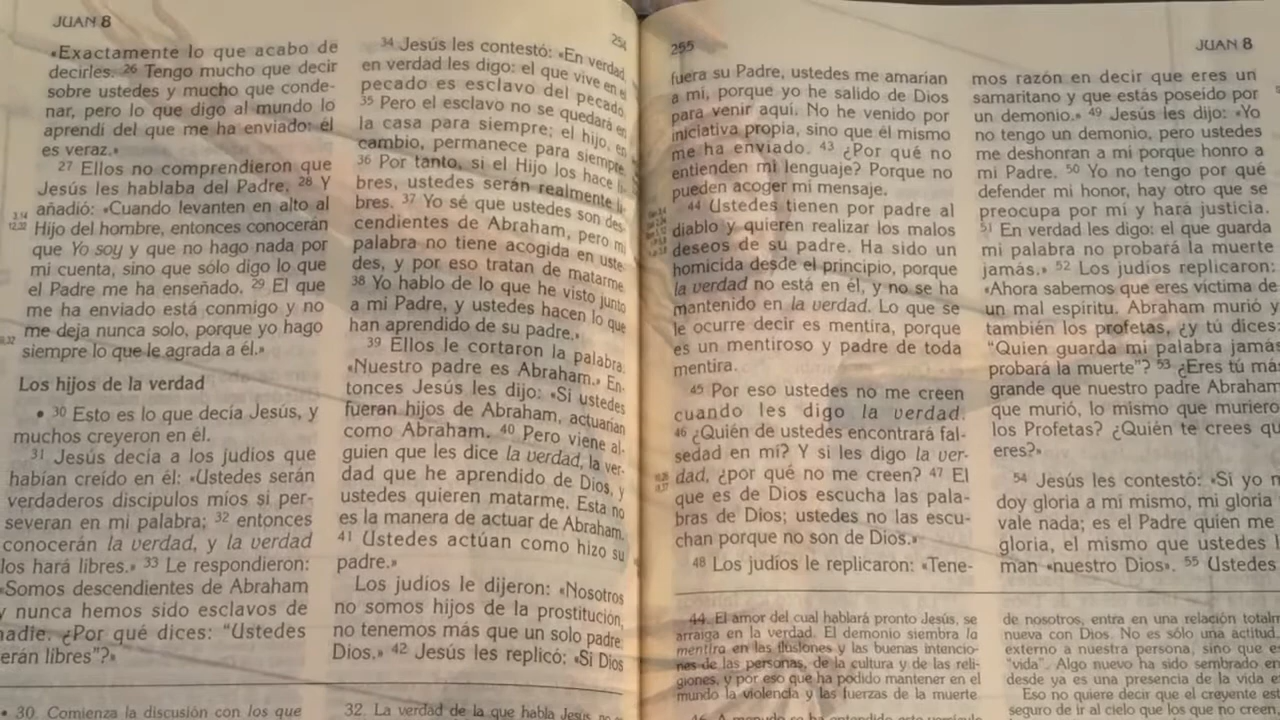 JUAN 8
«Exactamente lo que acabo de
decirles. 26 Tengo mucho que decir
sobre ustedes y mucho que conde-
nar, pero lo que digo al mundo lo
aprendí del que me ha enviado: él
es veraz.»
27 Ellos no comprendieron que
Jesús les hablaba del Padre. 28 Y
añadió: «Cuando levanten en alto al
Hijo del hombre, entonces conocerán
que Yo soy y que no hago nada por
mi cuenta, sino que sólo digo lo que
el Padre me ha enseñado. 29 El que
me ha enviado está conmigo y no
me deja nunca solo, porque yo hago
siempre lo que le agrada a él.»
Los hijos de la verdad
• 30 Esto es lo que decía Jesús, y
muchos creyeron en él.
31 Jesús decía a los judíos que
habían creído en él: «Ustedes serán
verdaderos discípulos míos si per-
severan en mi palabra; 32 entonces
conocerán la verdad, y la verdad
los hará libres.» 33 Le respondieron:
«Somos descendientes de Abraham
y nunca hemos sido esclavos de
nadie. ¿Por qué dices: “Ustedes
erán libres”?»
• 30. Comienza la discusión con los que
254
34 Jesús les contestó: «En verdad,
en verdad les digo: el que vive en el
pecado es esclavo del pecado.
35 Pero el esclavo no se quedará en
la casa para siempre; el hijo, en
cambio, permanece para siempre.
36 Por tanto, si el Hijo los hace li-
bres, ustedes serán realmente li-
bres. 37 Yo sé que ustedes son des-
cendientes de Abraham, pero mi
palabra no tiene acogida en uste-
des, y por eso tratan de matarme.
38 Yo hablo de lo que he visto junto
a mi Padre, y ustedes hacen lo que
han aprendido de su padre.»
39 Ellos le cortaron la palabra:
«Nuestro padre es Abraham.» En-
tonces Jesús les dijo: «Si ustedes
fueran hijos de Abraham, actuarían
como Abraham. 40 Pero viene al-
guien que les dice la verdad, la ver-
dad que he aprendido de Dios, y
ustedes quieren matarme. Esta no
es la manera de actuar de Abraham.
41 Ustedes actúan como hizo su
padre.»
Los judíos le dijeron: «Nosotros
no somos hijos de la prostitución,
no tenemos más que un solo padre:
Dios.» 42 Jesús les replicó: «Si Dios
32. La verdad de la que habla Jesús no
255
JUAN 8
fuera su Padre, ustedes me amarían
a mí, porque yo he salido de Dios
para venir aquí. No he venido por
iniciativa propia, sino que él mismo
me ha enviado. 43 ¿Por qué no
entienden mi lenguaje? Porque no
pueden acoger mi mensaje.
44 Ustedes tienen por padre al
diablo y quieren realizar los malos
deseos de su padre. Ha sido un
homicida desde el principio, porque
la verdad no está en él, y no se ha
mantenido en la verdad. Lo que se
le ocurre decir es mentira, porque
es un mentiroso y padre de toda
mentira.
45 Por eso ustedes no me creen
cuando les digo la verdad.
46 ¿Quién de ustedes encontrará fal-
sedad en mí? Y si les digo la ver-
dad, ¿por qué no me creen? 47 El
que es de Dios escucha las pala-
bras de Dios; ustedes no las escu-
chan porque no son de Dios.»
48 Los judíos le replicaron: «Tene-
44. El amor del cual hablará pronto Jesús, se
arraiga en la verdad. El demonio siembra la
mentira en las ilusiones y las buenas intencio-
nes de las personas, de la cultura y de las reli-
giones, y por eso que ha podido mantener en el
mundo la violencia y las fuerzas de la muerte
46. A menudo se ha entendido este versículo
mos razón en decir que eres un
samaritano y que estás poseído por
un demonio.» 49 Jesús les dijo: «Yo
no tengo un demonio, pero ustedes
me deshonran a mí porque honro a
mi Padre. 50 Yo no tengo por qué
defender mi honor, hay otro que se
preocupa por mí y hará justicia.
51 En verdad les digo: el que guarda
mi palabra no probará la muerte
jamás.» 52 Los judíos replicaron:
«Ahora sabemos que eres víctima de
un mal espíritu. Abraham murió y
también los profetas, ¿y tú dices:
“Quien guarda mi palabra jamás
probará la muerte”? 53 ¿Eres tú más
grande que nuestro padre Abraham
que murió, lo mismo que muriero
los Profetas? ¿Quién te crees qu
eres?»
54 Jesús les contestó: «Si yo m
doy gloria a mí mismo, mi gloria
vale nada; es el Padre quien me
gloria, el mismo que ustedes l
man «nuestro Dios». 55 Ustedes
de nosotros, entra en una relación totalm
nueva con Dios. No es sólo una actitud
externo a nuestra persona, sino que e
“vida”. Algo nuevo ha sido sembrado en
desde ya es una presencia de la vida e
Eso no quiere decir que el creyente est
seguro de ir al cielo que los que no creen,